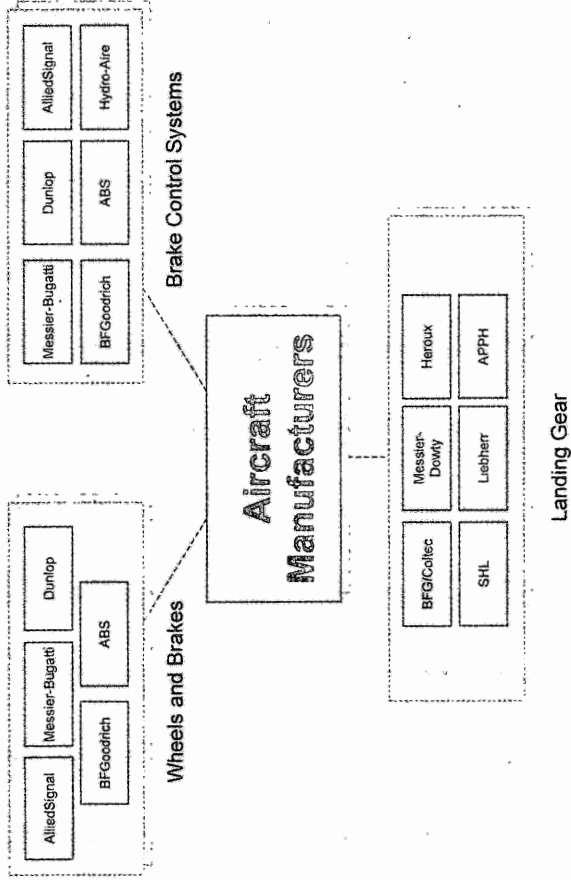 AlliedSignal
Messier-Bugatti
Dunlop
BFGoodrich
ABS
Wheels and Brakes
Messier-Bugatti
Dunlop
AlliedSignal
BFGoodrich
ABS
Hydro-Aire
Brake Control Systems
Aircraft
Manufacturers
BFG/Coltec
Messier-
Dowty
Heroux
SHL
Liebherr
APPH
Landing Gear